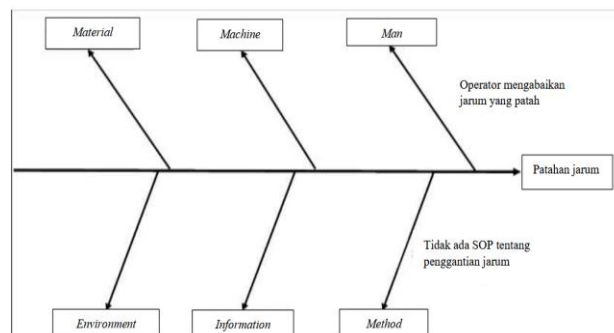 Material
Machine
Man
Operator mengabaikan
jarum yang patah
Patahan jarum
Tidak ada SOP tentang
penggantian jarum
Environment
Information
Method